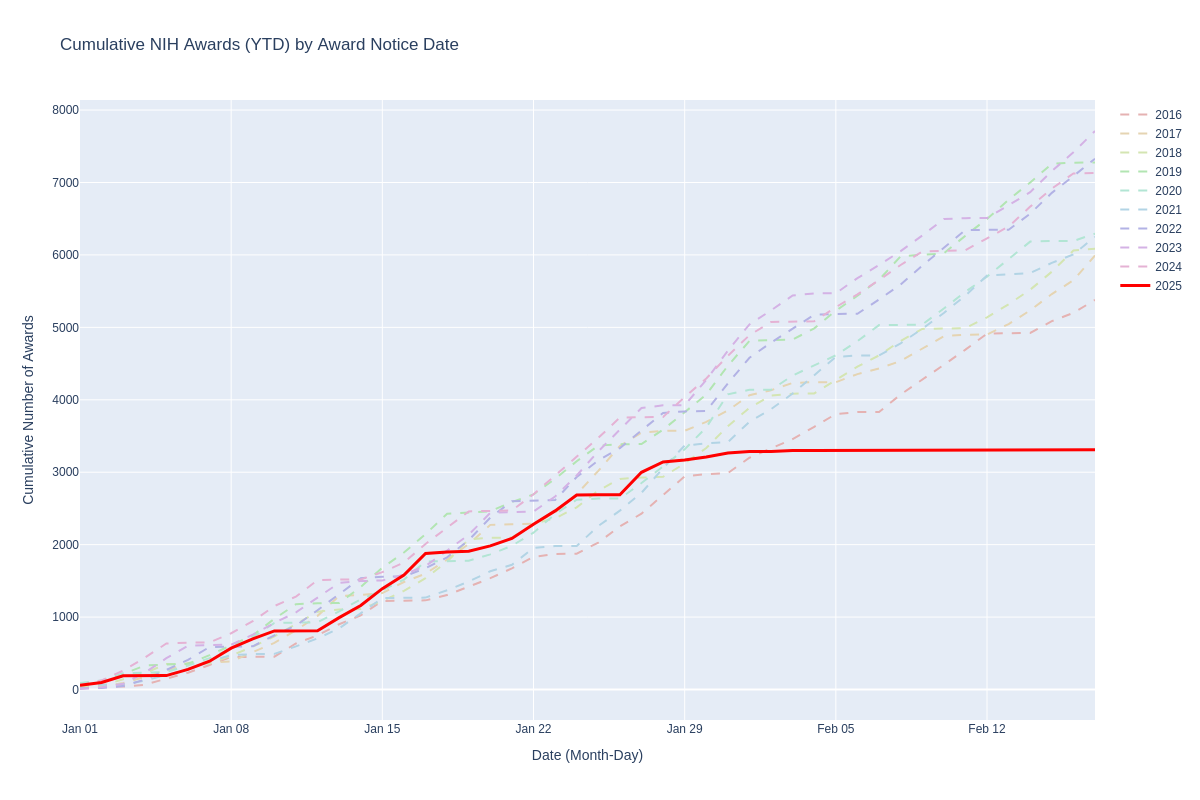 Cumulative NIH Awards (YTD) by Award Notice Date
Cumulative Number of Awards
8000
7000
6000
5000
4000
3000
2000
1000
0
Jan 01
Jan 08
Jan 15
Jan 22
Jan 29
Feb 05
Feb 12
Date (Month-Day)
2016
2017
2018
2019
2020
2021
2022
2023
2024
2025